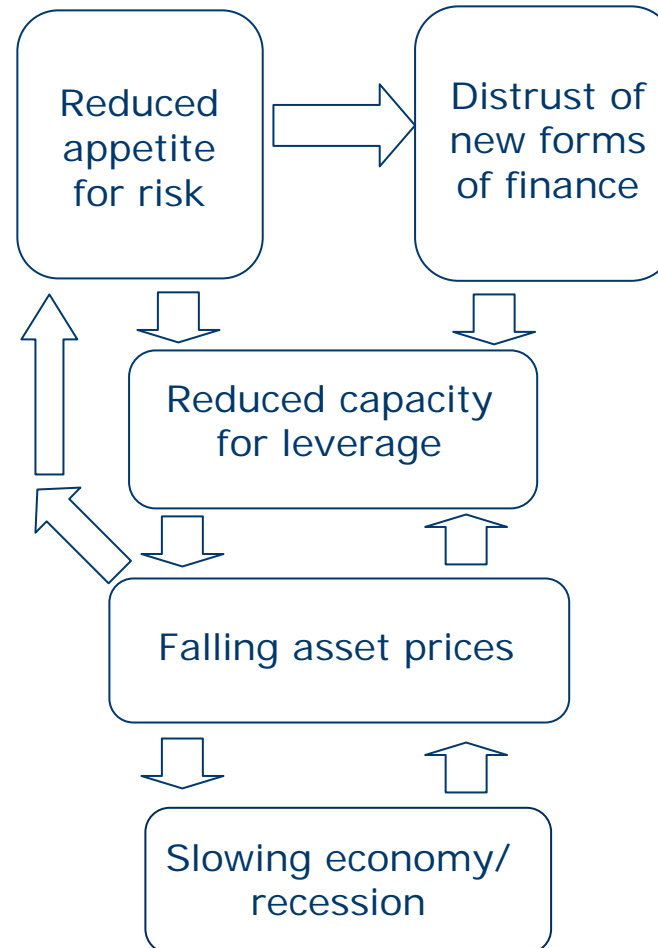 Reduced
appetite
for risk
Distrust of
new forms
of finance
Reduced capacity
for leverage
Falling asset prices
Slowing economy/
recession